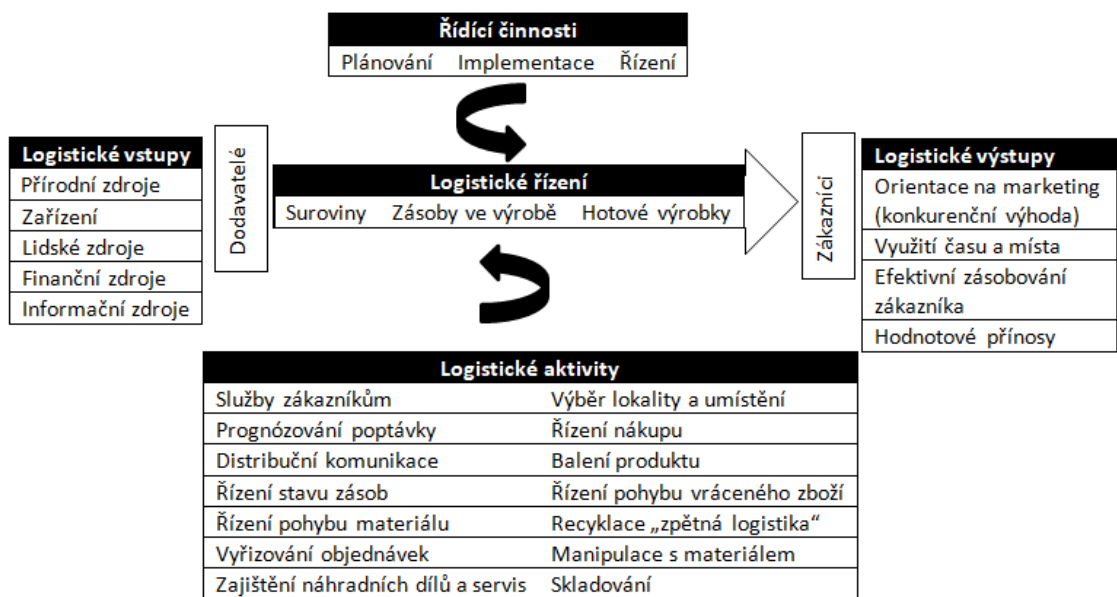 Řídící činnosti
Plánování Implementace Řízení
Logistické vstupy
Přírodní zdroje
Zařízení
Lidské zdroje
Finanční zdroje
Informační zdroje
Dodavatelé
Logistické řízení
Suroviny Zásoby ve výrobě Hotové výrobky
Zákazníci
Logistické výstupy
Orientace na marketing
(konkurenční výhoda)
Využití času a místa
Efektivní zásobování
zákazníka
Hodnotové přínosy
Logistické aktivity
Služby zákazníkům Výběr lokality a umístění
Prognózování poptávky Řízení nákupu
Distribuční komunikace Balení produktu
Řízení stavu zásob Řízení pohybu vráceného zboží
Řízení pohybu materiálu Recyklace „zpětná logistika“
Vyřizování objednávek Manipulace s materiálem
Zajištění náhradních dílů a servis Skladování